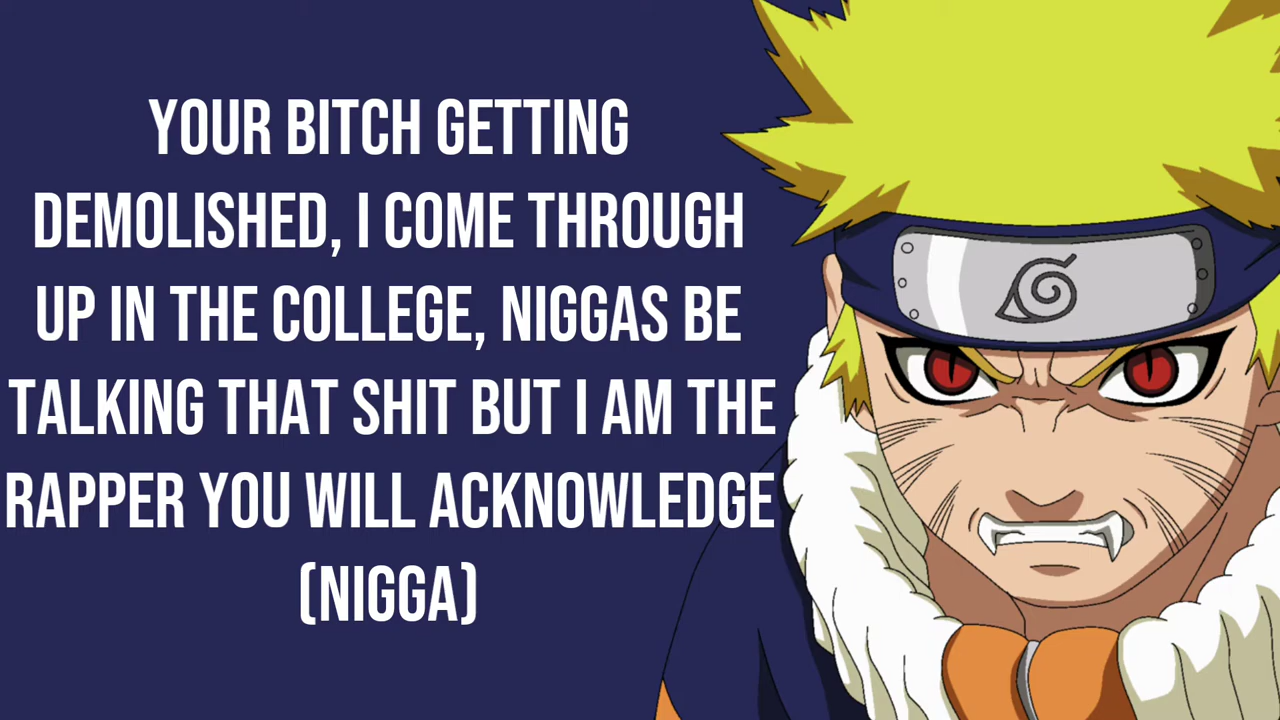 YOUR BITCH GETTING
DEMOLISHED, I COME THROUGH
UP IN THE COLLEGE, NIGGAS BE
TALKING THAT SHIT BUT I AM THE
RAPPER YOU WILL ACKNOWLEDGE
(NIGGA)